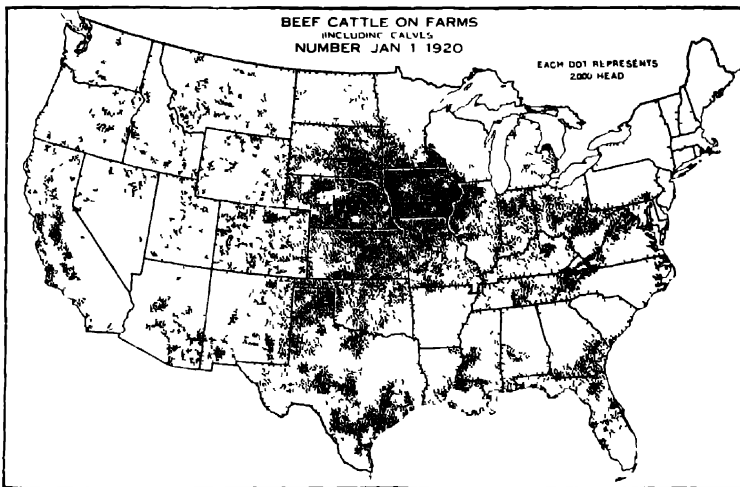 BEEF CATTLE ON FARMS
(INCLUDING CALVES
NUMBER JAN 1 1920
EACH DOT REPRESENTS
2,000 HEAD